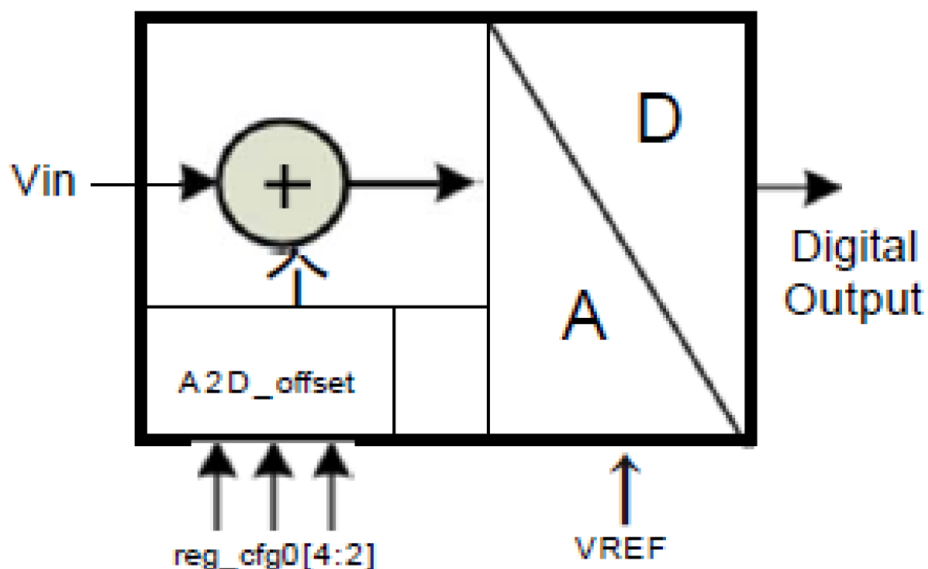 D
Vin
+
Digital
Output
A
A2D_offset
reg_cfg0[4:2]
VREF